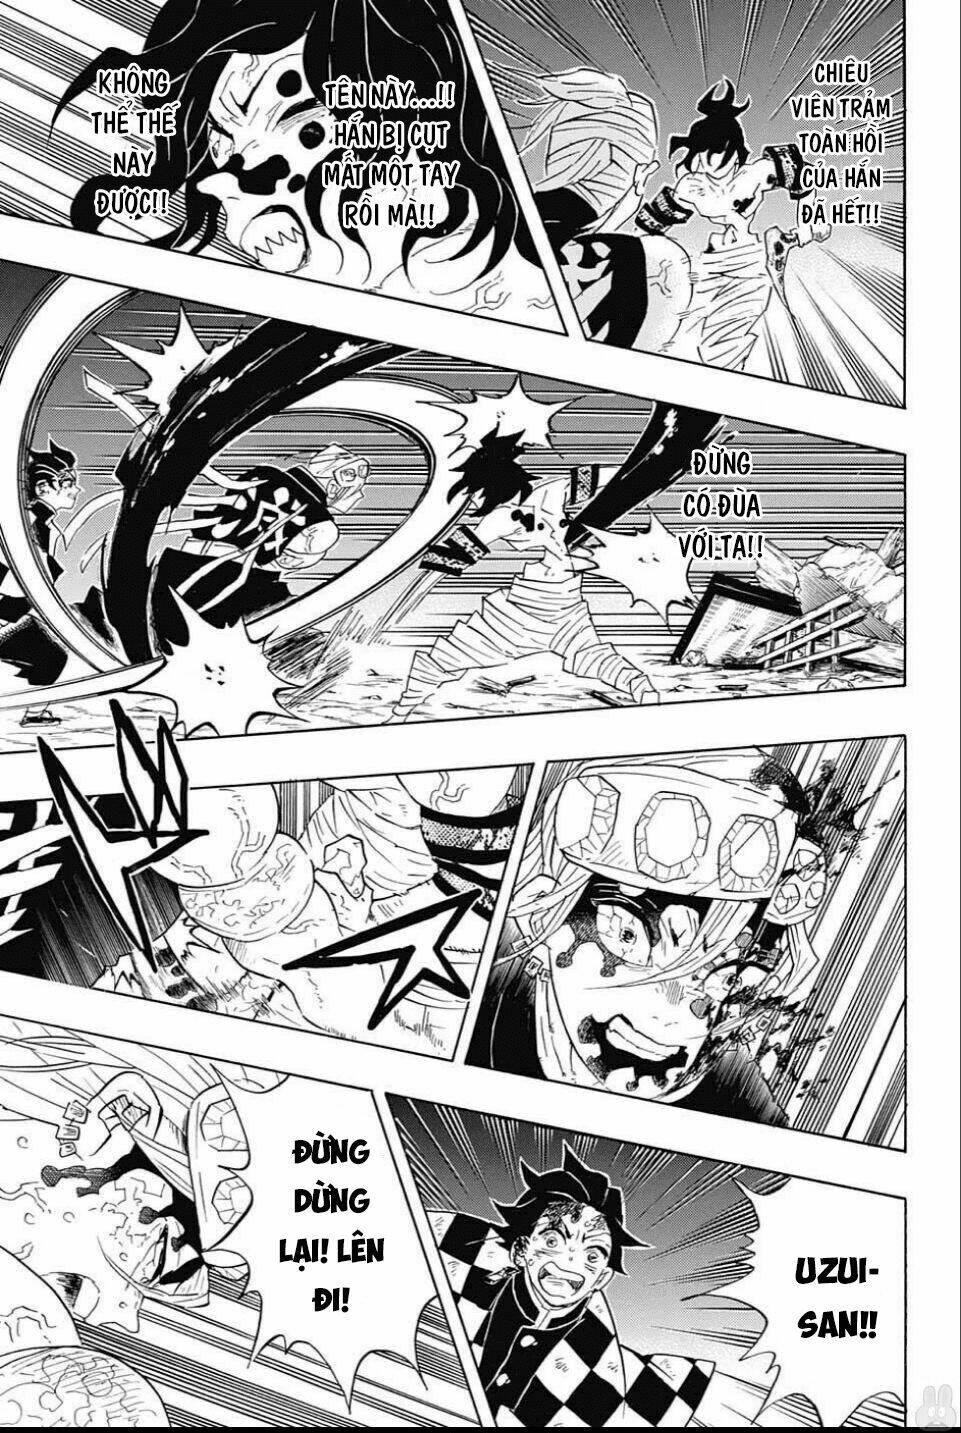 CHIÊU
VIÊN TRẢM
TOÀN HỒI
CỦA HẮN
ĐÃ HẾT!!
TÊN NÀY...!!
HẮN BỊ CỤT
MẤT MỘT TAY
RỒI MÀ!!
KHÔNG
THỂ THẾ
NÀY
ĐƯỢC!!
ĐỪNG
CÓ ĐÙA
VỚI TA!!
UZUI-
SAN!!
ĐỪNG
DỪNG
LẠI! LÊN
ĐI!